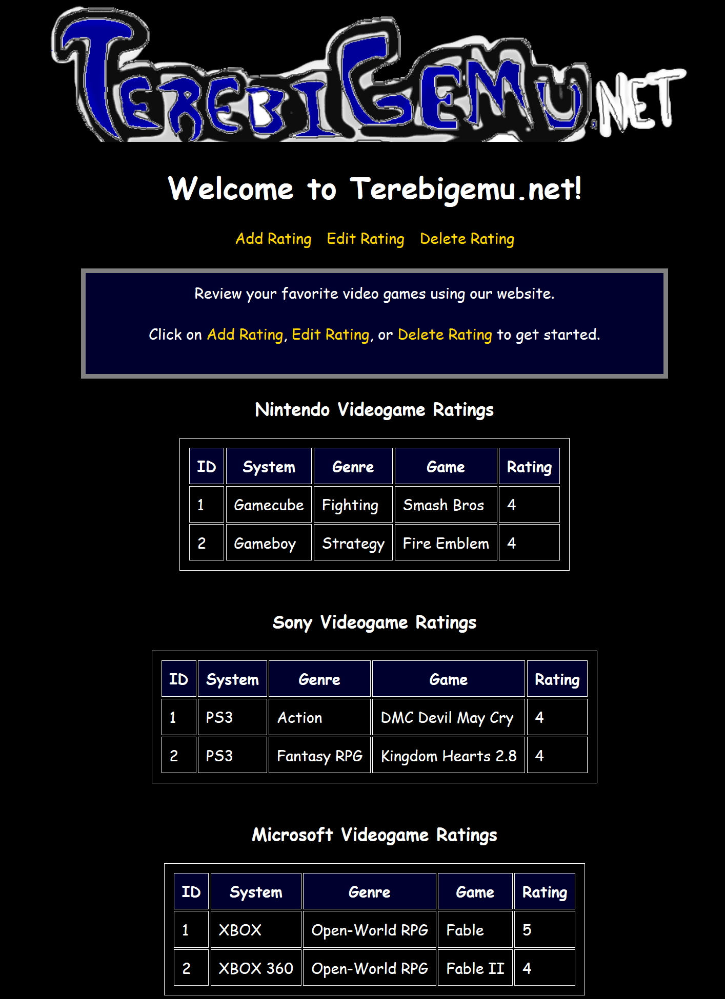 TEREBIGEMU.NET
Welcome to Terebigemu.net!
Add Rating Edit Rating Delete Rating
Review your favorite video games using our website.
Click on Add Rating, Edit Rating, or Delete Rating to get started.
Nintendo Videogame Ratings
ID System Genre Game Rating
1 Gamecube Fighting Smash Bros 4
2 Gameboy Strategy Fire Emblem 4
Sony Videogame Ratings
ID System Genre Game Rating
1 PS3 Action DMC Devil May Cry 4
2 PS3 Fantasy RPG Kingdom Hearts 2.8 4
Microsoft Videogame Ratings
ID System Genre Game Rating
1 XBOX Open-World RPG Fable 5
2 XBOX 360 Open-World RPG Fable II 4